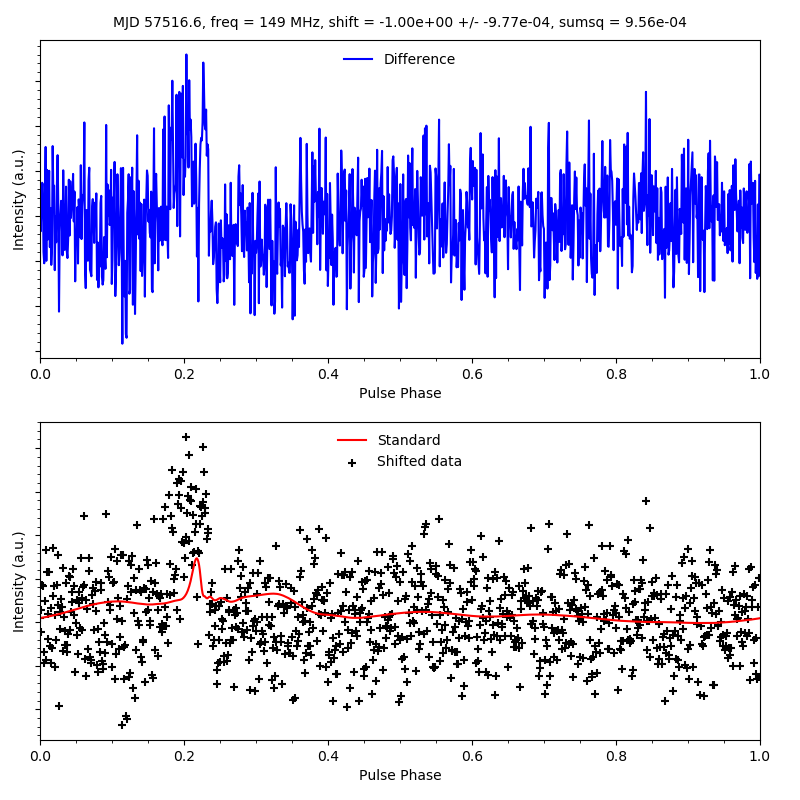 MJD 57516.6, freq = 149 MHz, shift = -1.00e+00 +/- -9.77e-04, sumsq = 9.56e-04
Difference
Intensity (a.u.)
0.0 0.2 0.4 0.6 0.8 1.0
Pulse Phase
Standard
Shifted data
Intensity (a.u.)
0.0 0.2 0.4 0.6 0.8 1.0
Pulse Phase